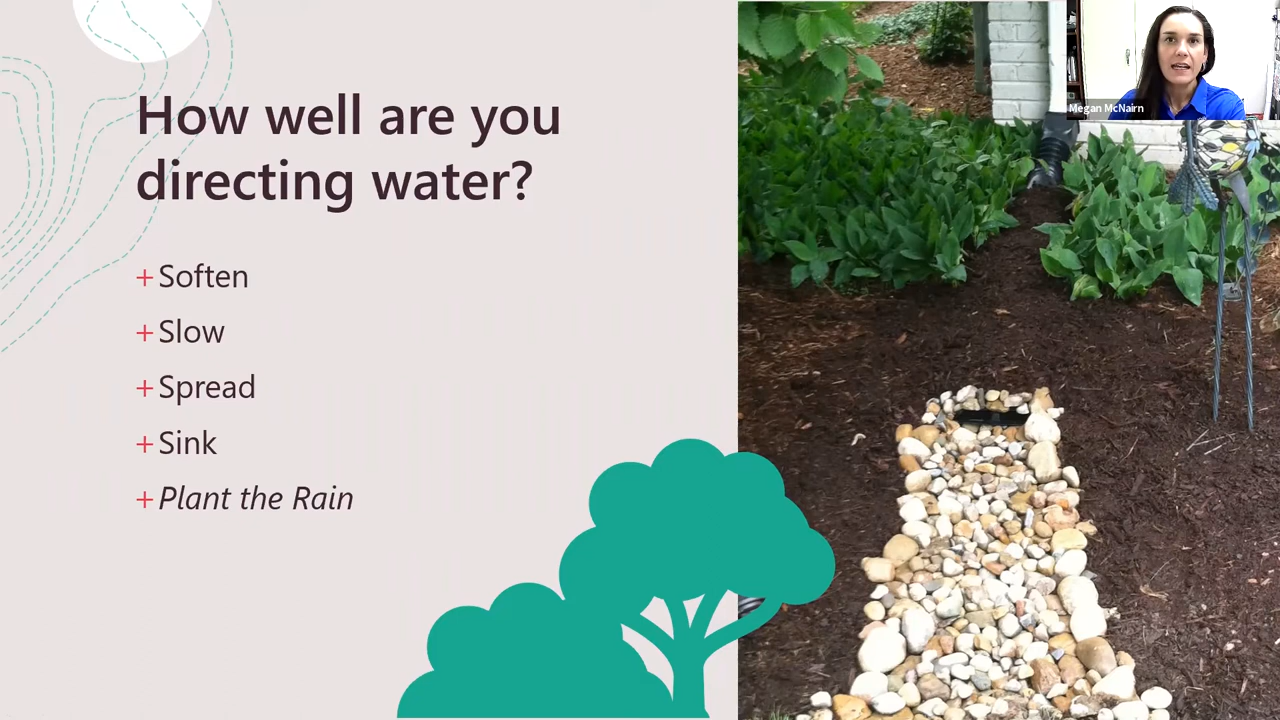 How well are you
directing water?
+ Soften
+ Slow
+ Spread
+ Sink
+ Plant the Rain
Megan McNairn